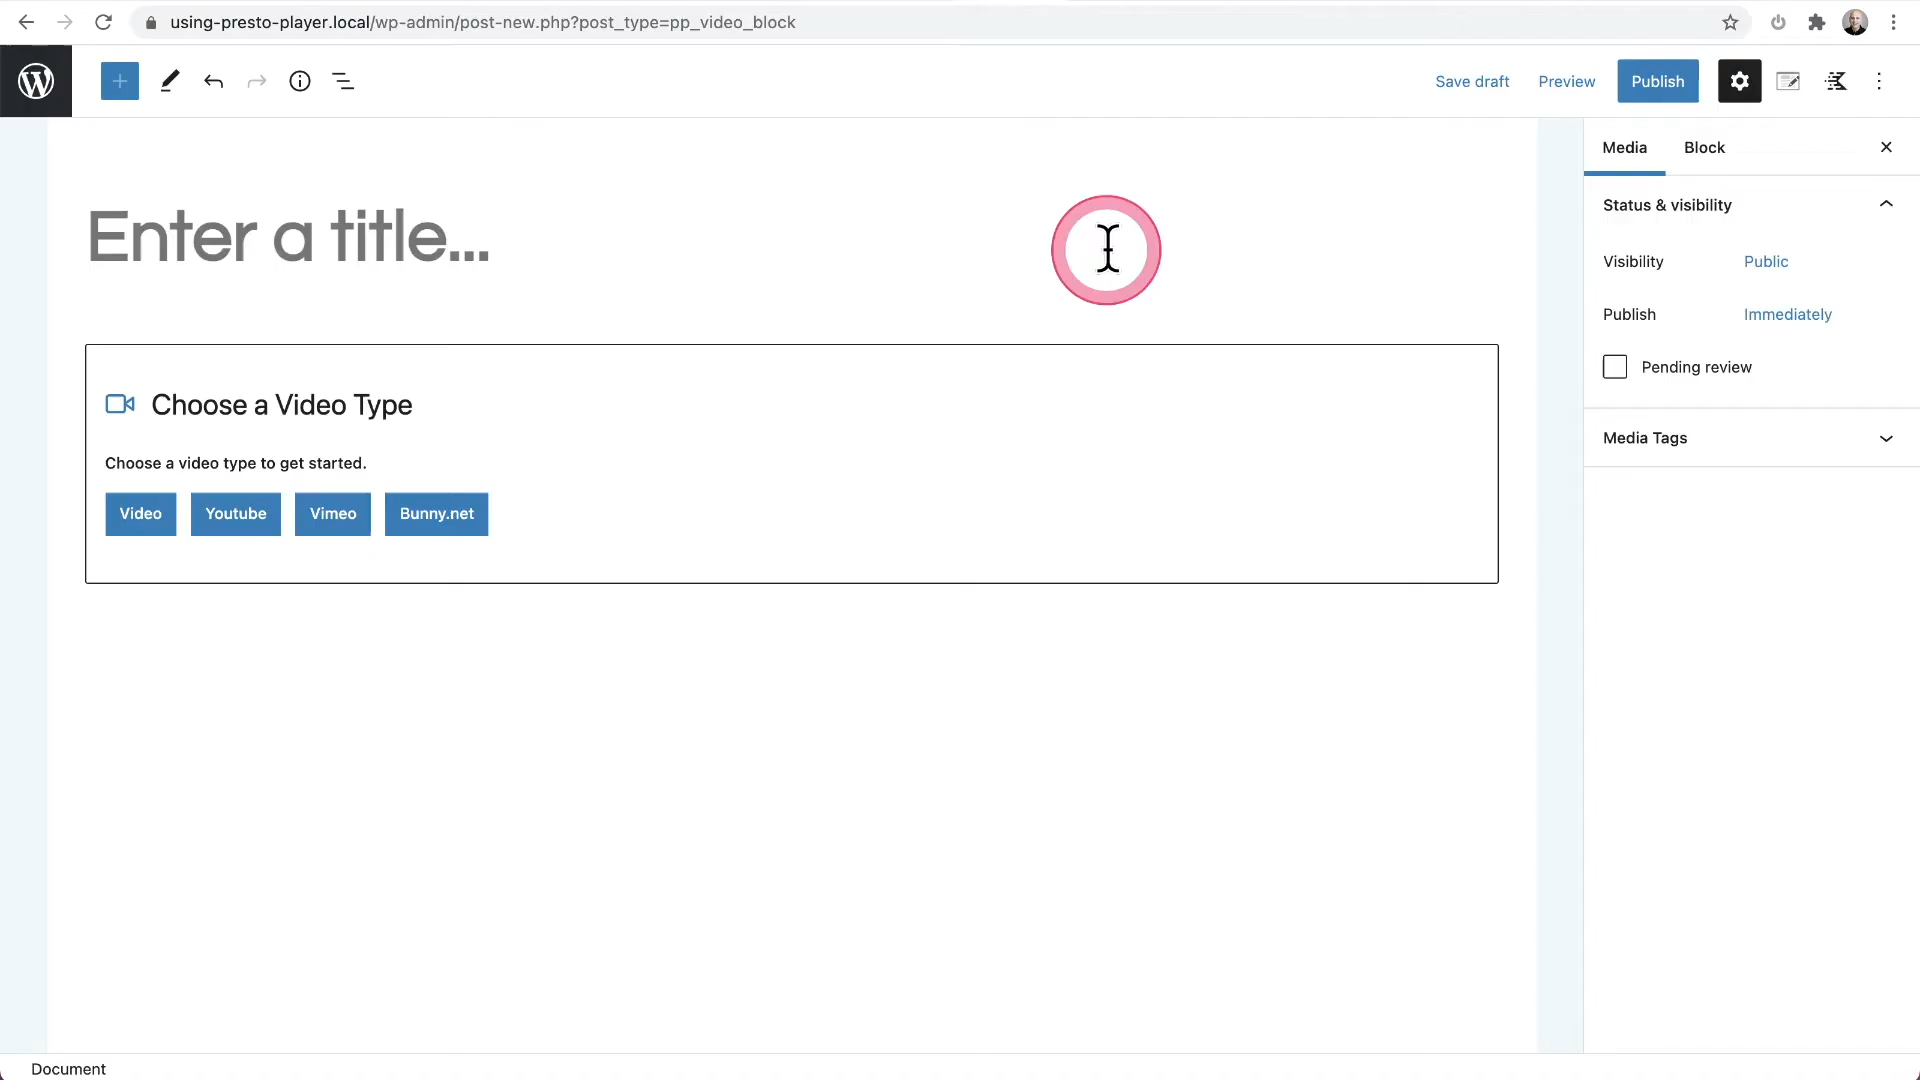 using-presto-player.local/wp-admin/post-new.php?post_type=pp_video_block
Save draft Preview Publish
Media Block
Enter a title...
Status & visibility
Visibility Public
Publish Immediately
Pending review
Media Tags
Choose a Video Type
Choose a video type to get started.
Video Youtube Vimeo Bunny.net
Document